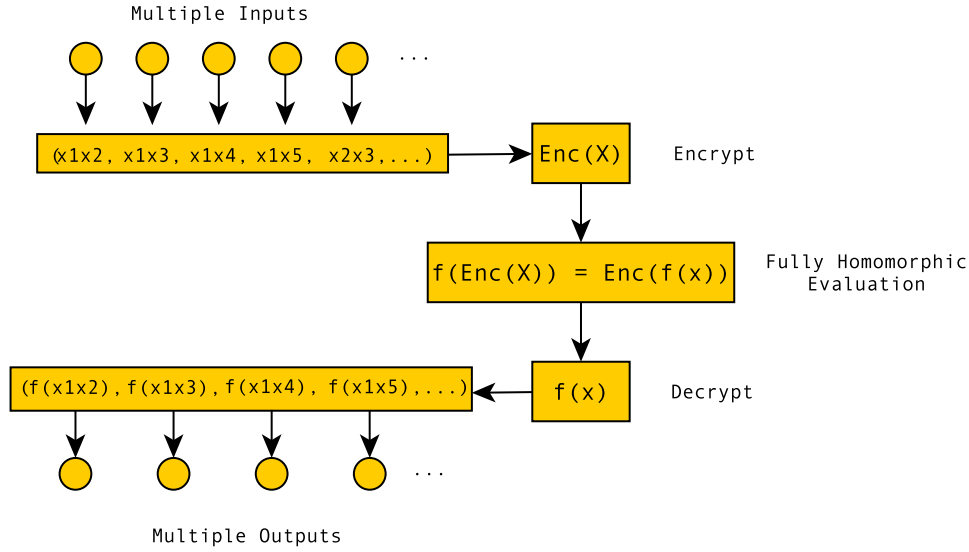 Multiple Inputs
...
(x1x2, x1x3, x1x4, x1x5, x2x3,...)
Enc(X)
Encrypt
f(Enc(X)) = Enc(f(x))
Fully Homomorphic
Evaluation
(f(x1x2), f(x1x3), f(x1x4), f(x1x5),...)
f(x)
Decrypt
...
Multiple Outputs